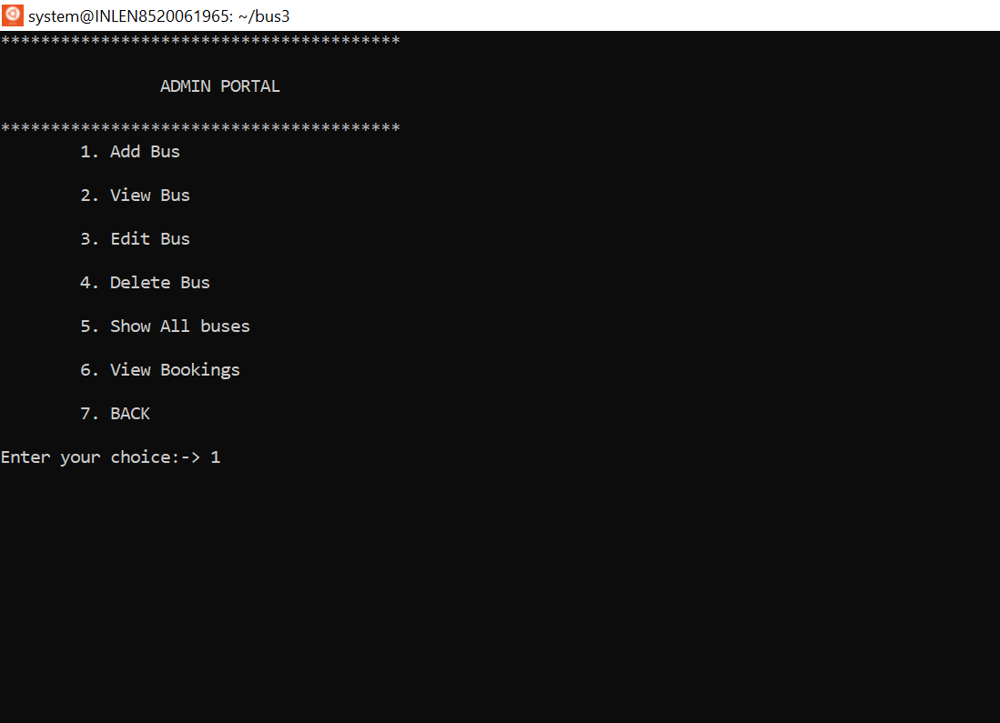 system@INLEN8520061965: ~/bus3
****************************************
ADMIN PORTAL
****************************************
1. Add Bus
2. View Bus
3. Edit Bus
4. Delete Bus
5. Show All buses
6. View Bookings
7. BACK
Enter your choice:-> 1